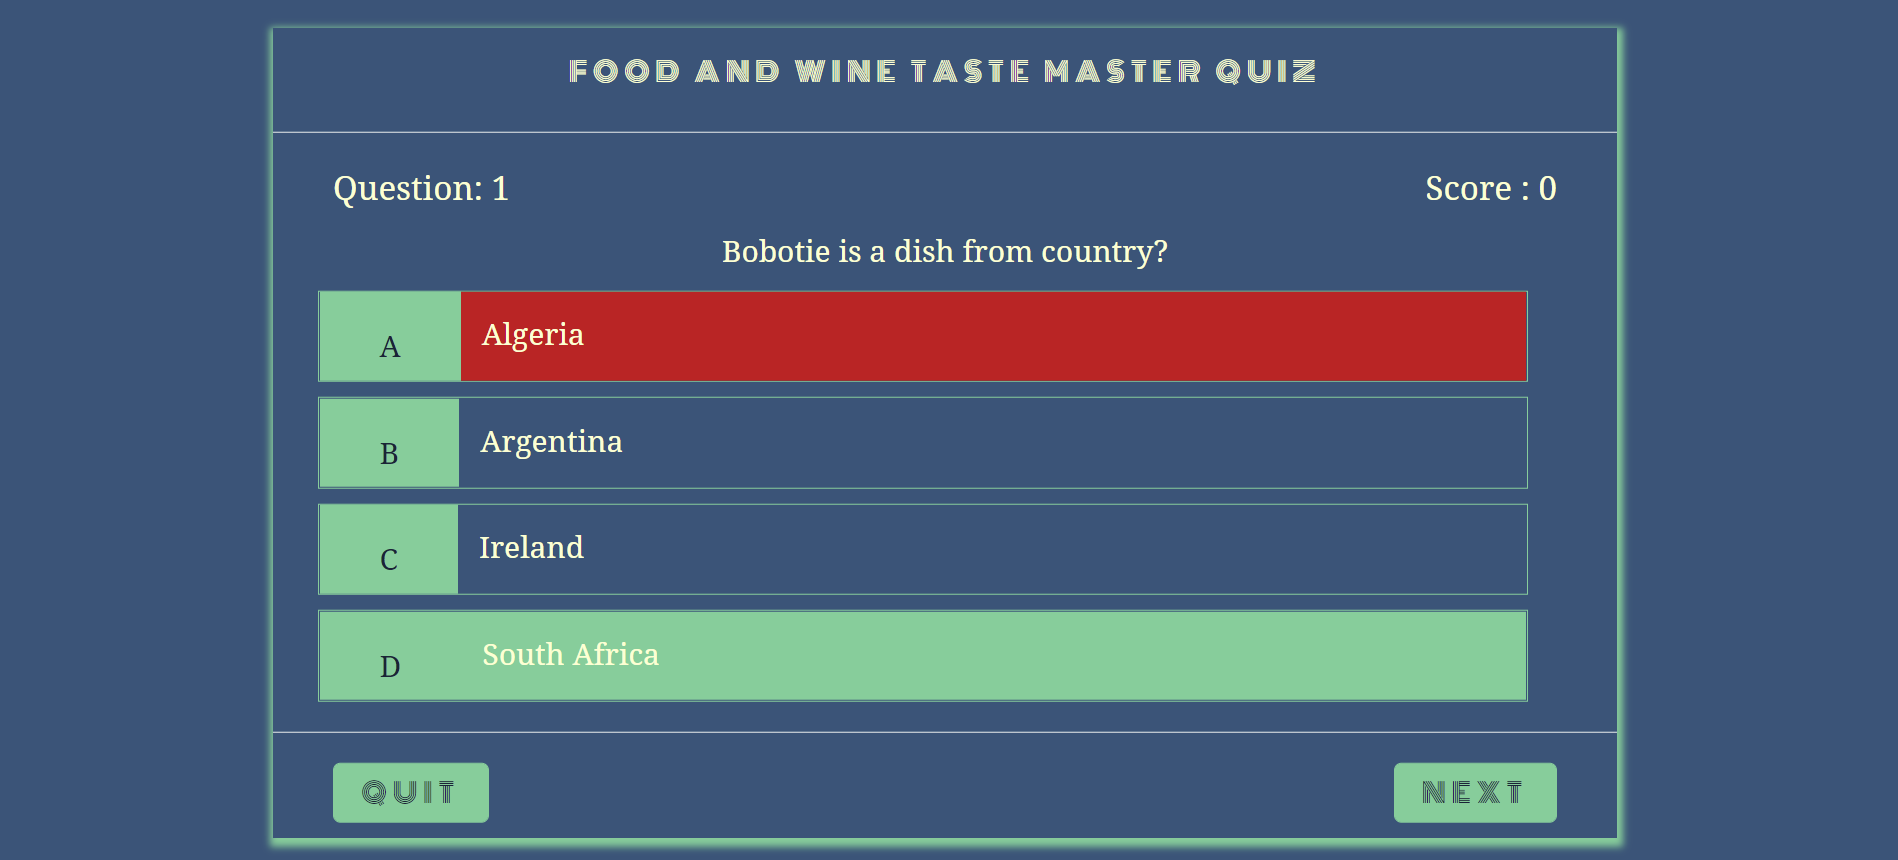 FOOD AND WINE TASTE MASTER QUIZ
Question: 1
Score : 0
Bobotie is a dish from country?
A Algeria
B Argentina
C Ireland
D South Africa
QUIT
NEXT